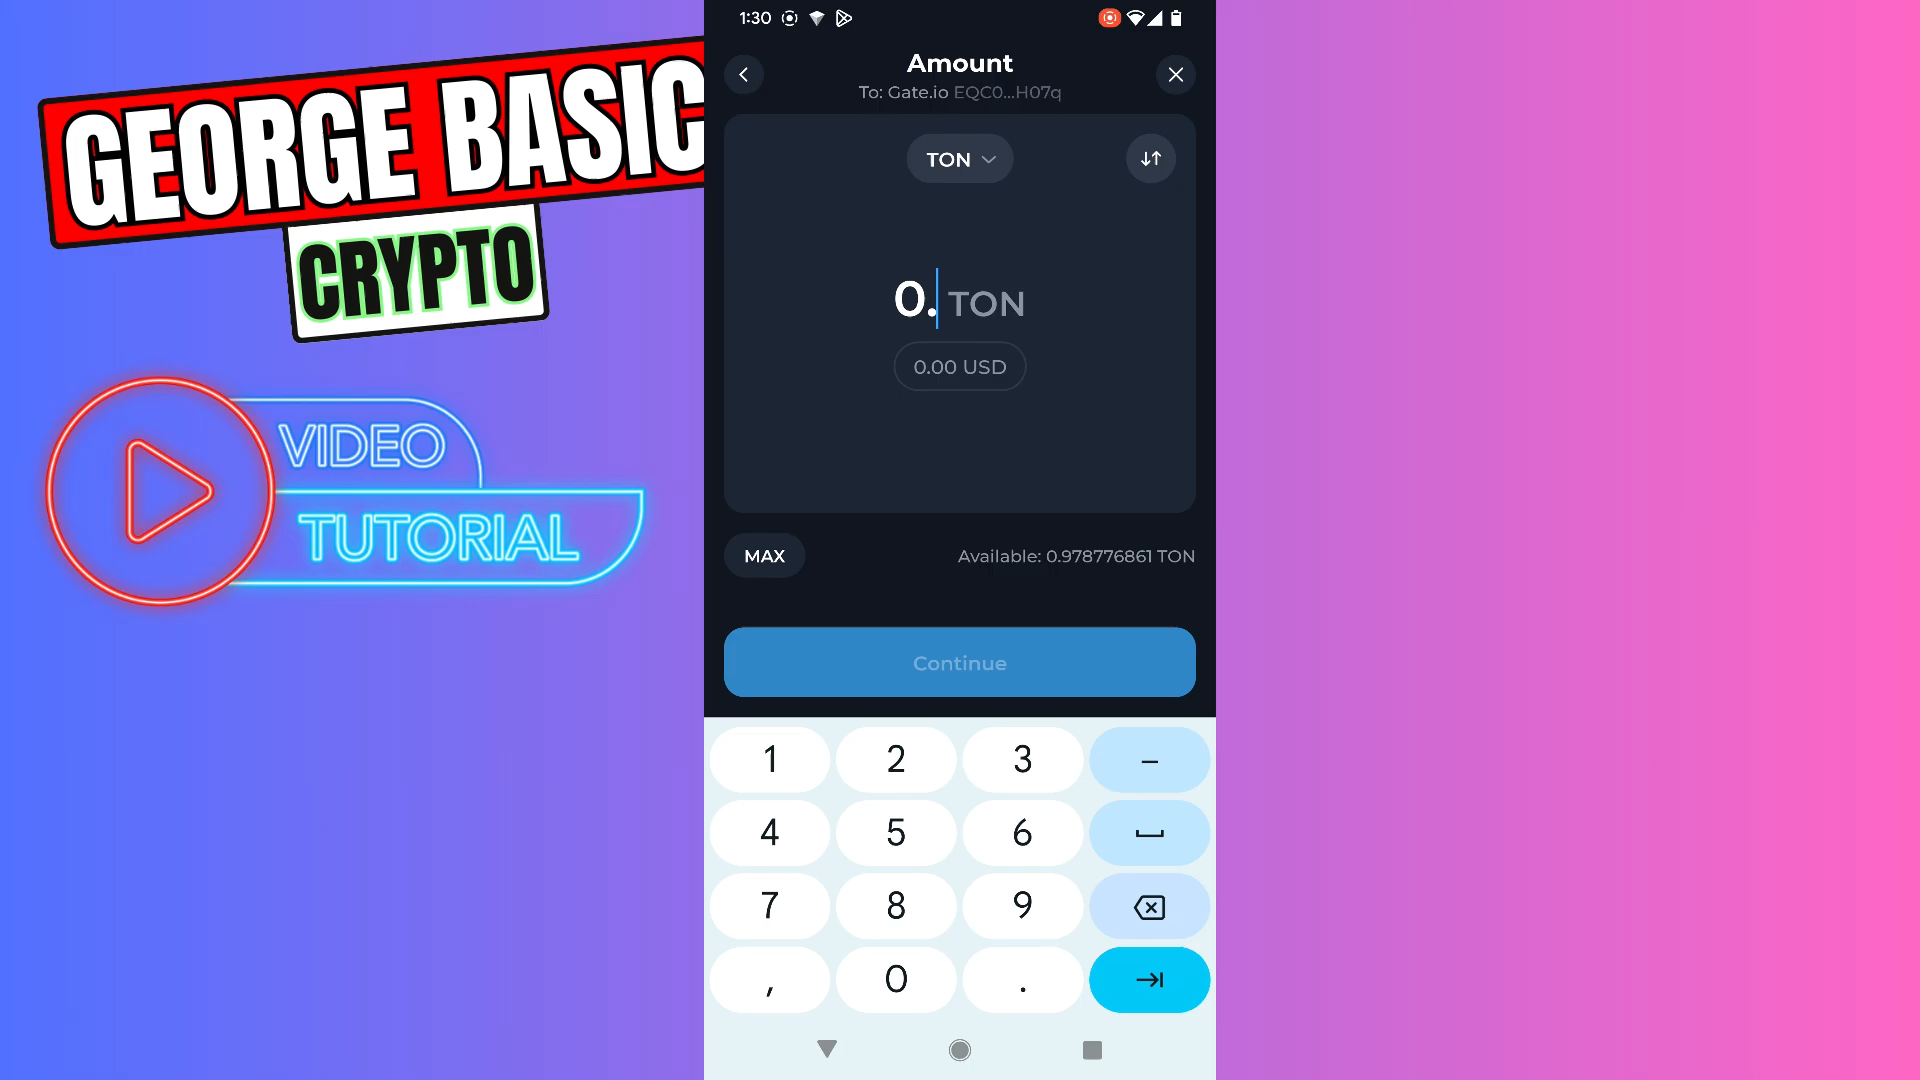 GEORGE BASIC
CRYPTO
VIDEO
TUTORIAL
1:30
Amount
To: Gate.io EQC0...H07q
TON
0. TON
0.00 USD
MAX
Available: 0.978776861 TON
Continue
1 2 3 –
4 5 6
7 8 9
, 0 .